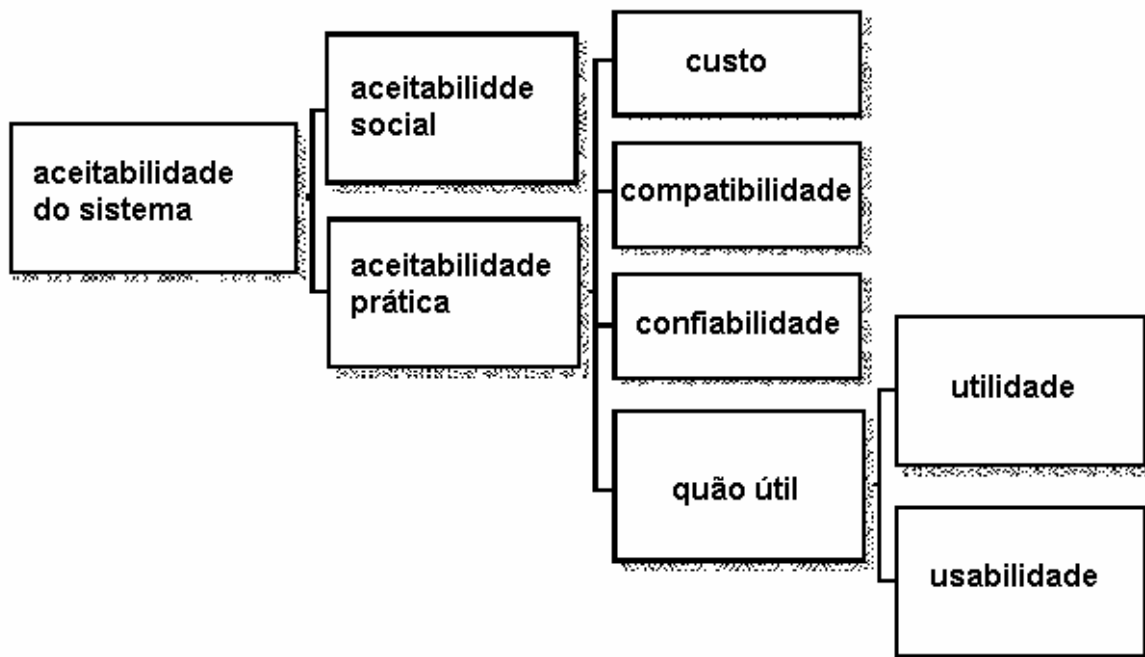 aceitabilidade
do sistema
aceitabilidde
social
aceitabilidade
prática
custo
compatibilidade
confiabilidade
quão útil
utilidade
usabilidade